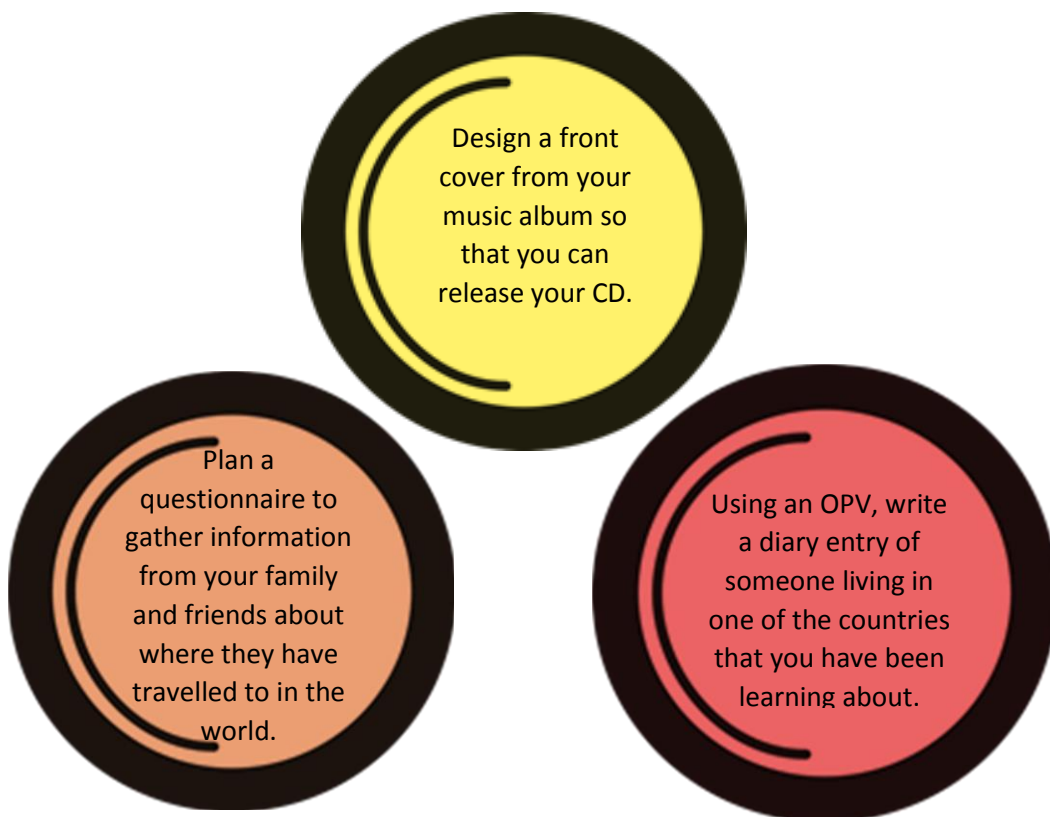 Design a front
cover from your
music album so
that you can
release your CD.
Plan a
questionnaire to
gather information
from your family
and friends about
where they have
travelled to in the
world.
Using an OPV, write
a diary entry of
someone living in
one of the countries
that you have been
learning about.